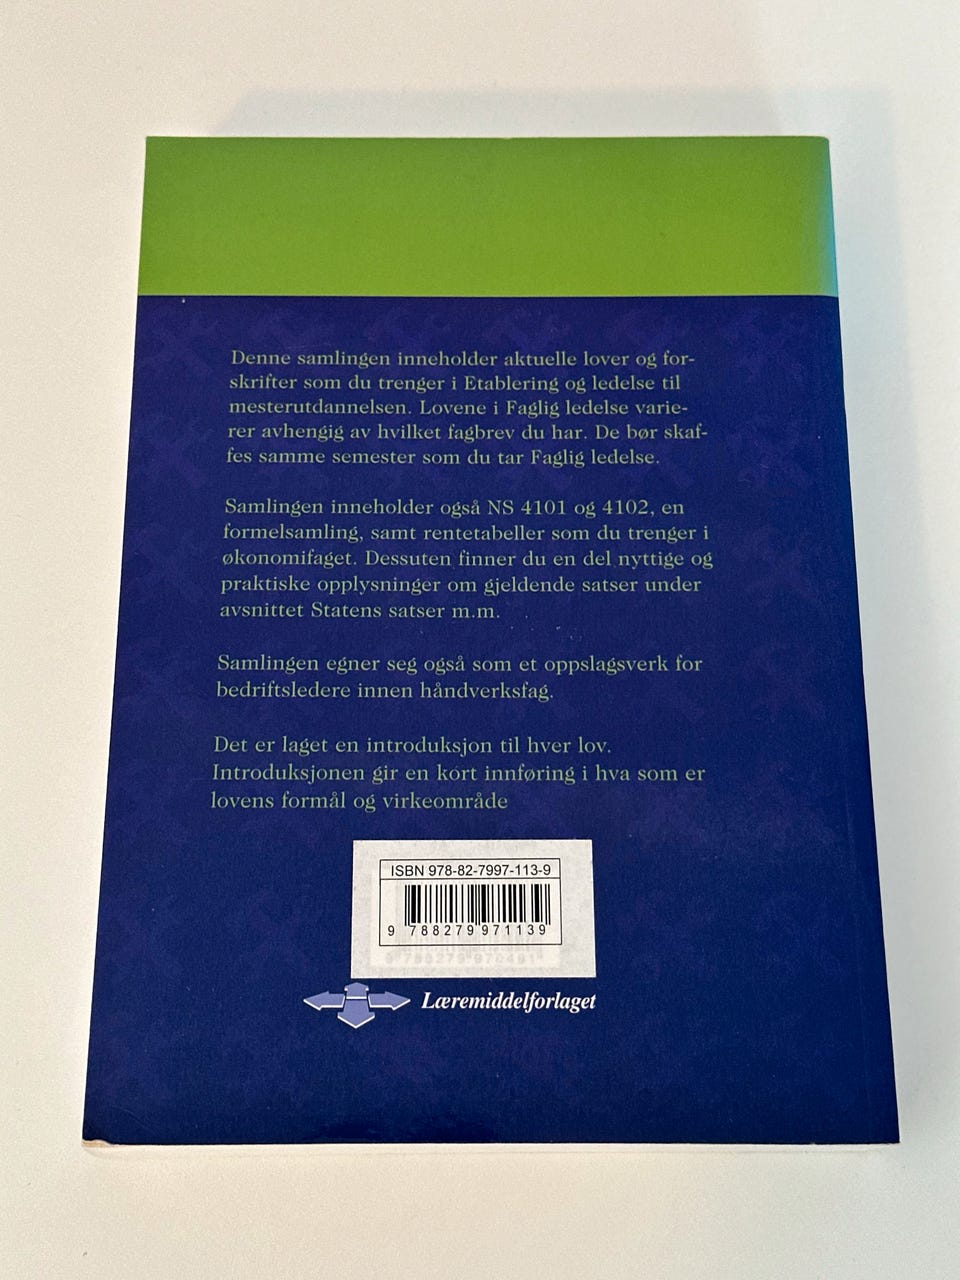 Denne samlingen inneholder aktuelle lover og for-
skrifter som du trenger i Etablering og ledelse til
mesterutdannelsen. Lovene i Faglig ledelse varie-
rer avhengig av hvilket fagbrev du har. De bør skaf-
fes samme semester som du tar Faglig ledelse.
Samlingen inneholder også NS 4101 og 4102, en
formelsamling, samt rentetabeller som du trenger i
økonomifaget. Dessuten finner du en del nyttige og
praktiske opplysninger om gjeldende satser under
avsnittet Statens satser m.m.
Samlingen egner seg også som et oppslagsverk for
bedriftsledere innen håndverksfag.
Det er laget en introduksjon til hver lov.
Introduksjonen gir en kort innføring i hva som er
lovens formål og virkeområde
ISBN 978-82-7997-113-9
9 788279 971139
9 788279 970491
Læremiddelforlaget